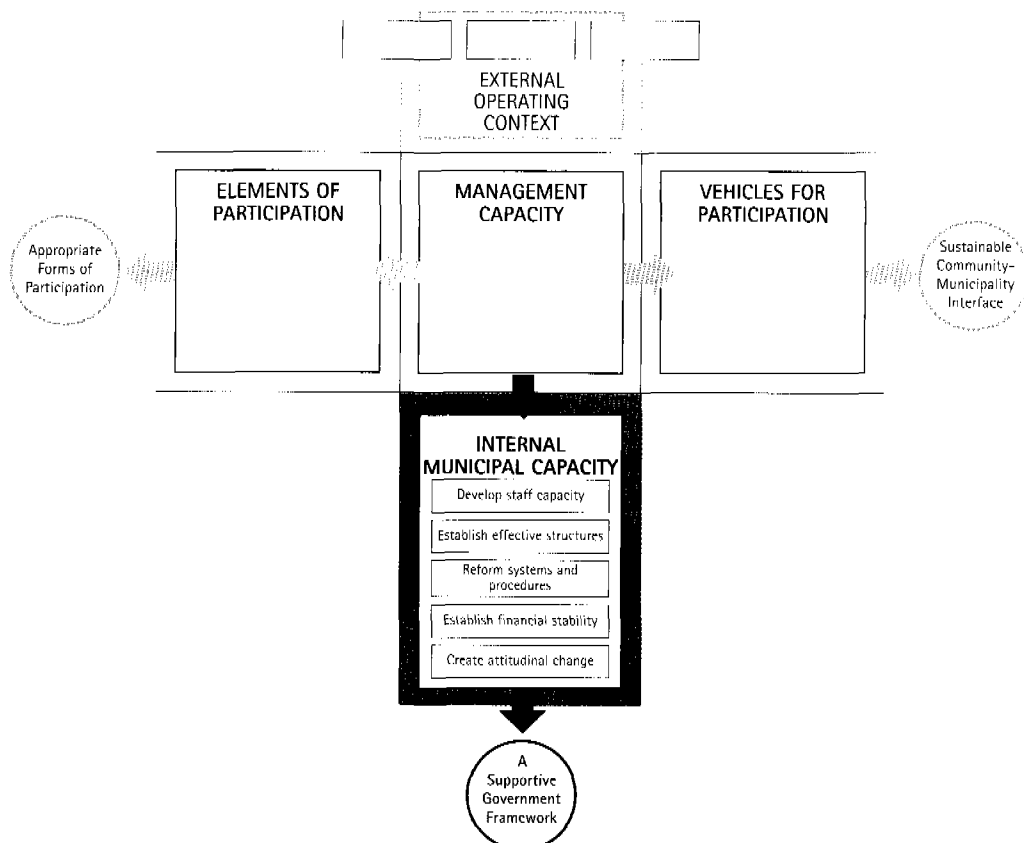 EXTERNAL
OPERATING
CONTEXT
ELEMENTS OF
PARTICIPATION
MANAGEMENT
CAPACITY
VEHICLES FOR
PARTICIPATION
Appropriate
Forms of
Participation
Sustainable
Community-
Municipality
Interface
INTERNAL
MUNICIPAL CAPACITY
Develop staff capacity
Establish effective structures
Reform systems and
procedures
Establish financial stability
Create attitudinal change
A
Supportive
Government
Framework